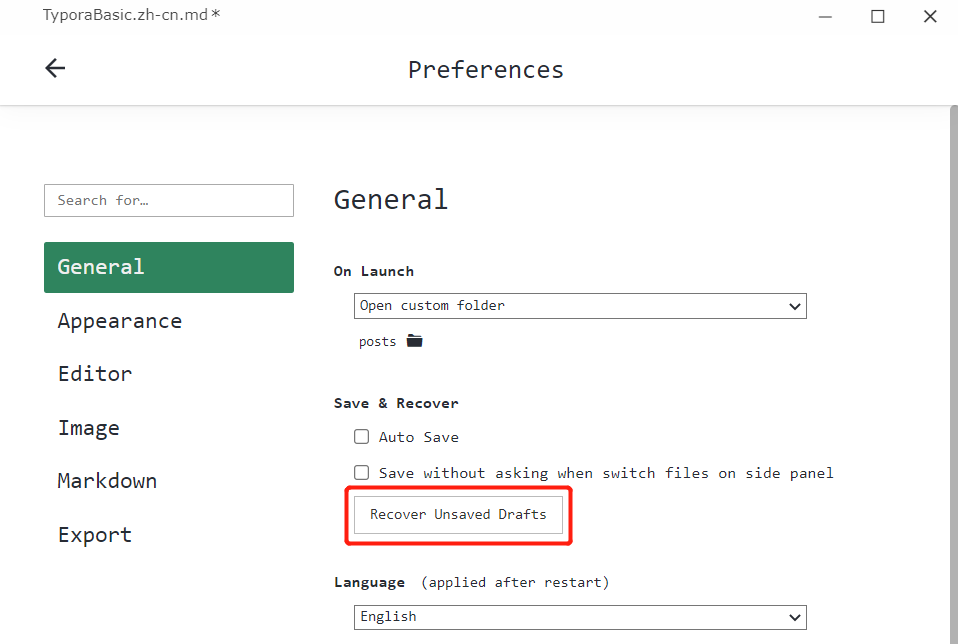 TyporaBasic.zh-cn.md*
Preferences
Search for…
General
Appearance
Editor
Image
Markdown
Export
General
On Launch
Open custom folder
posts
Save & Recover
Auto Save
Save without asking when switch files on side panel
Recover Unsaved Drafts
Language (applied after restart)
English